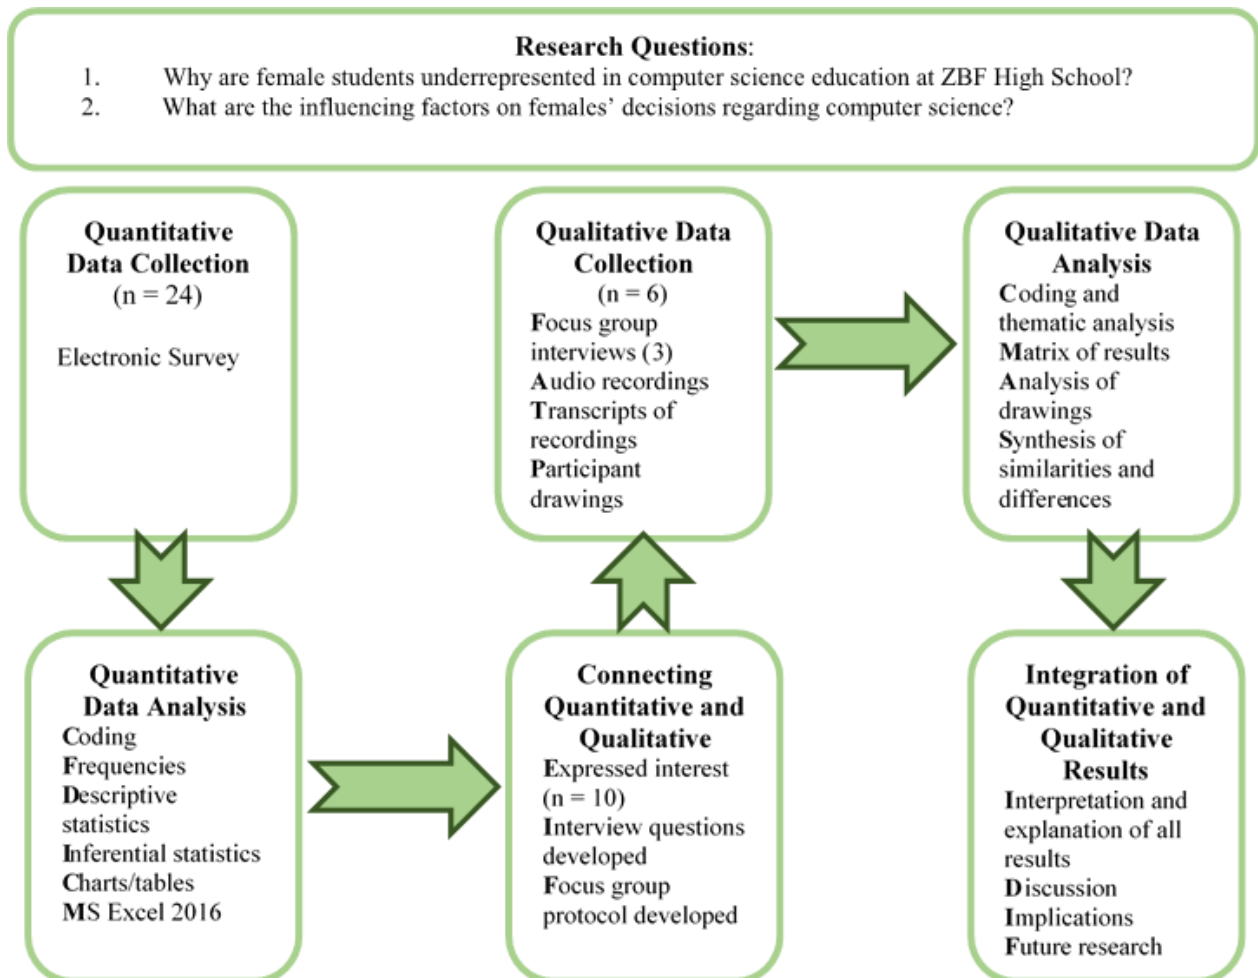 Research Questions:
1. Why are female students underrepresented in computer science education at ZBF High School?
2. What are the influencing factors on females’ decisions regarding computer science?
Quantitative
Data Collection
(n = 24)
Electronic Survey
Quantitative
Data Analysis
Coding
Frequencies
Descriptive
statistics
Inferential statistics
Charts/tables
MS Excel 2016
Connecting
Quantitative and
Qualitative
Expressed interest
(n = 10)
Interview questions
developed
Focus group
protocol developed
Qualitative Data
Collection
(n = 6)
Focus group
interviews (3)
Audio recordings
Transcripts of
recordings
Participant
drawings
Qualitative Data
Analysis
Coding and
thematic analysis
Matrix of results
Analysis of
drawings
Synthesis of
similarities and
differences
Integration of
Quantitative and
Qualitative
Results
Interpretation and
explanation of all
results
Discussion
Implications
Future research